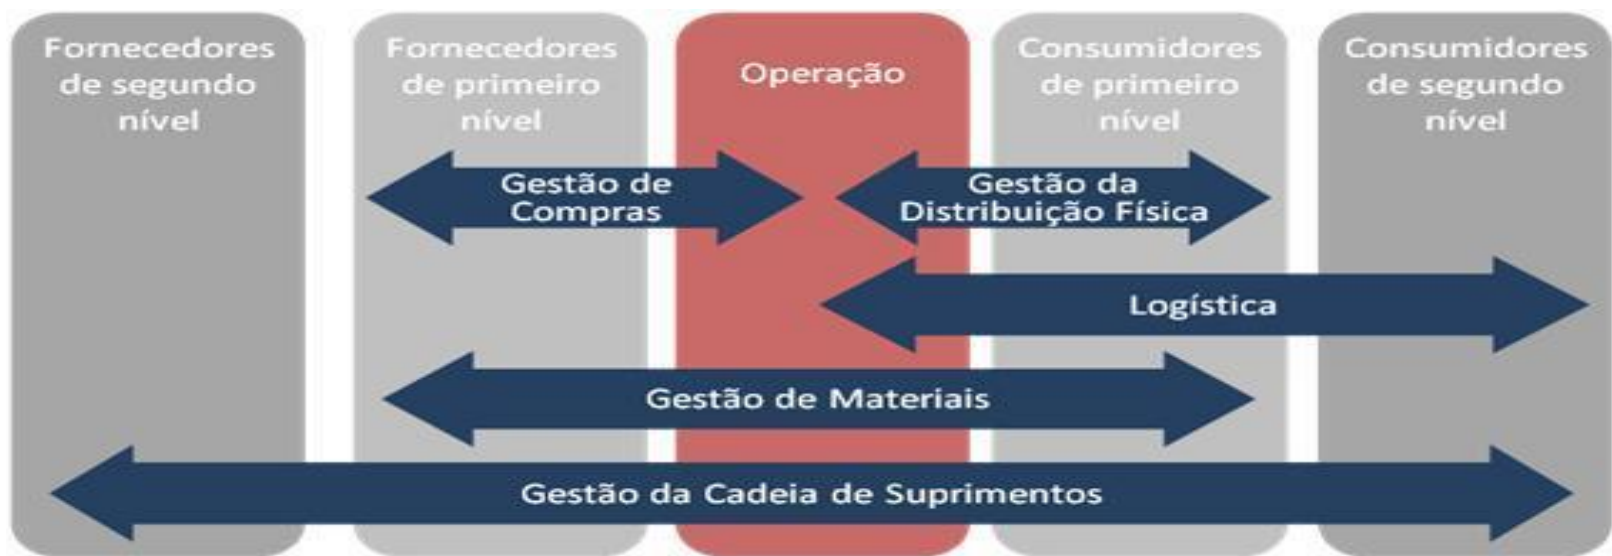 Fornecedores
de segundo
nível
Fornecedores
de primeiro
nível
Operação
Consumidores
de primeiro
nível
Consumidores
de segundo
nível
Gestão de
Compras
Gestão da
Distribuição Física
Logística
Gestão de Materiais
Gestão da Cadeia de Suprimentos